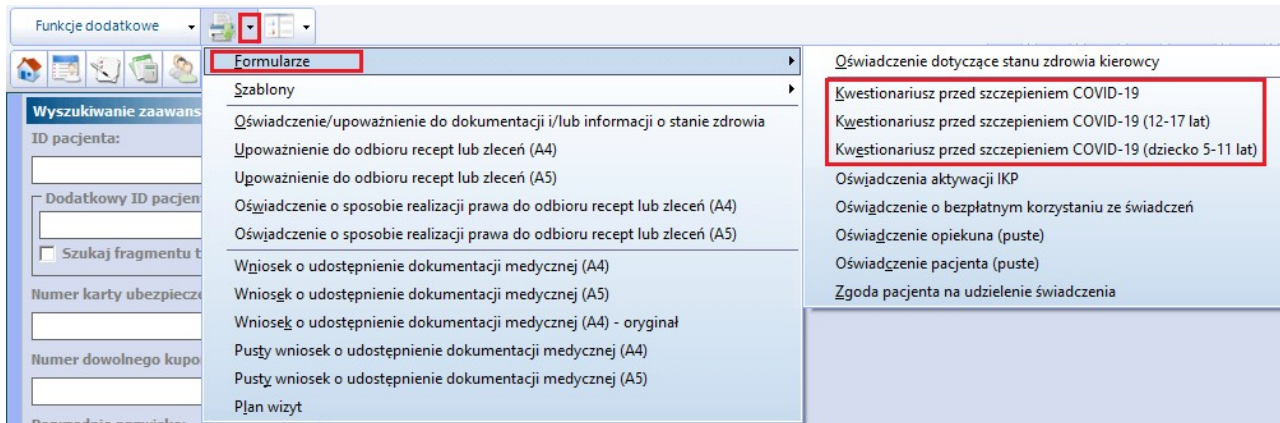 Funkcje dodatkowe
Formularze
Szablony
Oświadczenie/upoważnienie do dokumentacji i/lub informacji o stanie zdrowia
Upoważnienie do odbioru recept lub zleceń (A4)
Upoważnienie do odbioru recept lub zleceń (A5)
Oświadczenie o sposobie realizacji prawa do odbioru recept lub zleceń (A4)
Oświadczenie o sposobie realizacji prawa do odbioru recept lub zleceń (A5)
Wniosek o udostępnienie dokumentacji medycznej (A4)
Wniosek o udostępnienie dokumentacji medycznej (A5)
Wniosek o udostępnienie dokumentacji medycznej (A4) - oryginał
Pusty wniosek o udostępnienie dokumentacji medycznej (A4)
Pusty wniosek o udostępnienie dokumentacji medycznej (A5)
Plan wizyt
Oświadczenie dotyczące stanu zdrowia kierowcy
Kwestionariusz przed szczepieniem COVID-19
Kwestionariusz przed szczepieniem COVID-19 (12-17 lat)
Kwestionariusz przed szczepieniem COVID-19 (dziecko 5-11 lat)
Oświadczenia aktywacji IKP
Oświadczenie o bezpłatnym korzystaniu ze świadczeń
Oświadczenie opiekuna (puste)
Oświadczenie pacjenta (puste)
Zgoda pacjenta na udzielenie świadczenia
Wyszukiwanie zaawans
ID pacjenta:
Dodatkowy ID pacjen
Szukaj fragmentu t
Numer karty ubezpiecze
Numer dowolnego kupo